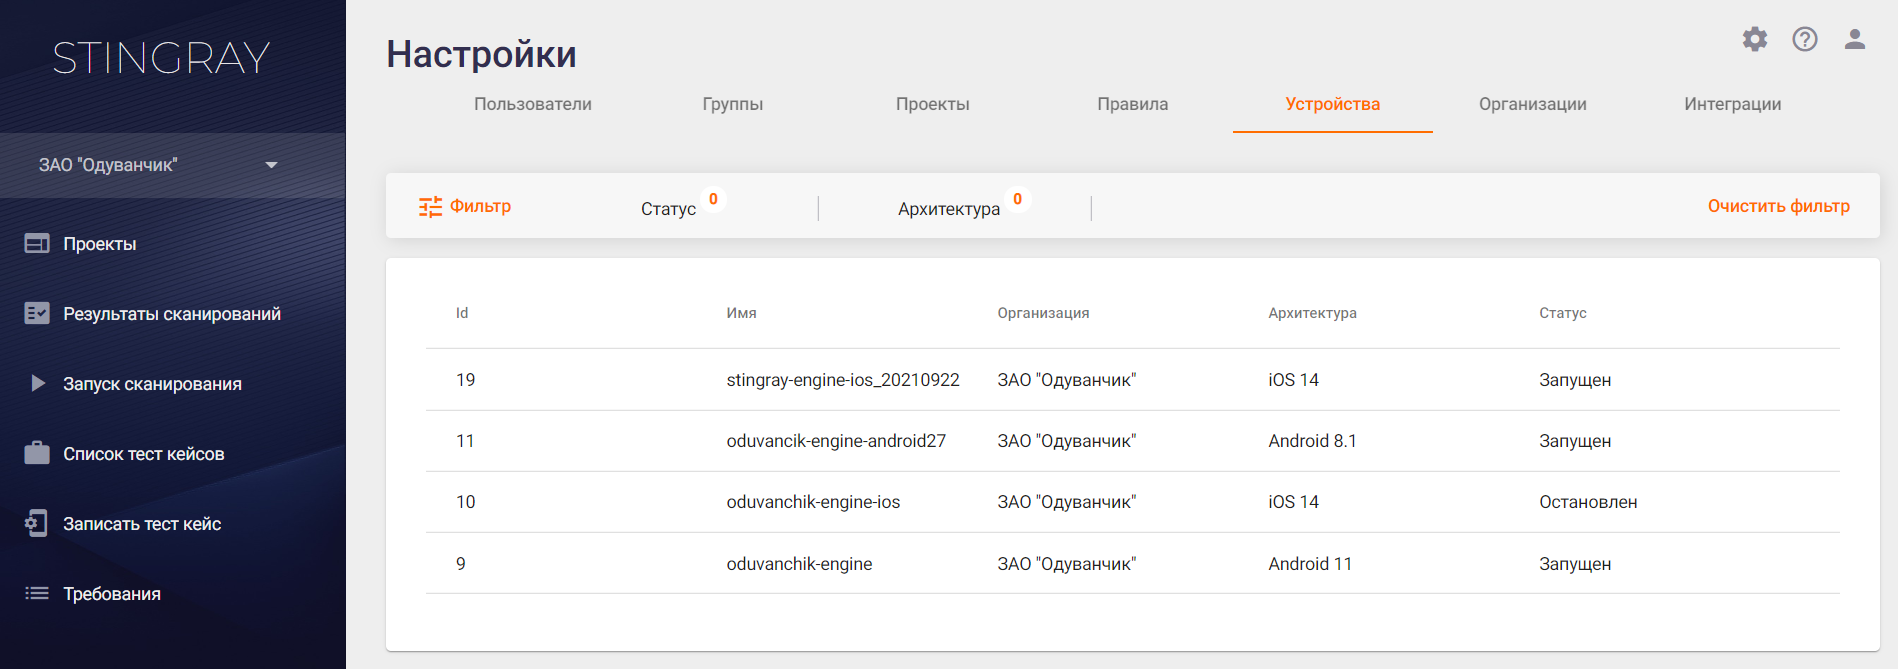 STINGRAY
ЗАО "Одуванчик"
Проекты
Результаты сканирований
Запуск сканирования
Список тест кейсов
Записать тест кейс
Требования
Настройки
Пользователи Группы Проекты Правила Устройства Организации Интеграции
Фильтр Статус 0 Архитектура 0 Очистить фильтр
Id Имя Организация Архитектура Статус
19 stingray-engine-ios_20210922 ЗАО "Одуванчик" iOS 14 Запущен
11 oduvancik-engine-android27 ЗАО "Одуванчик" Android 8.1 Запущен
10 oduvanchik-engine-ios ЗАО "Одуванчик" iOS 14 Остановлен
9 oduvanchik-engine ЗАО "Одуванчик" Android 11 Запущен